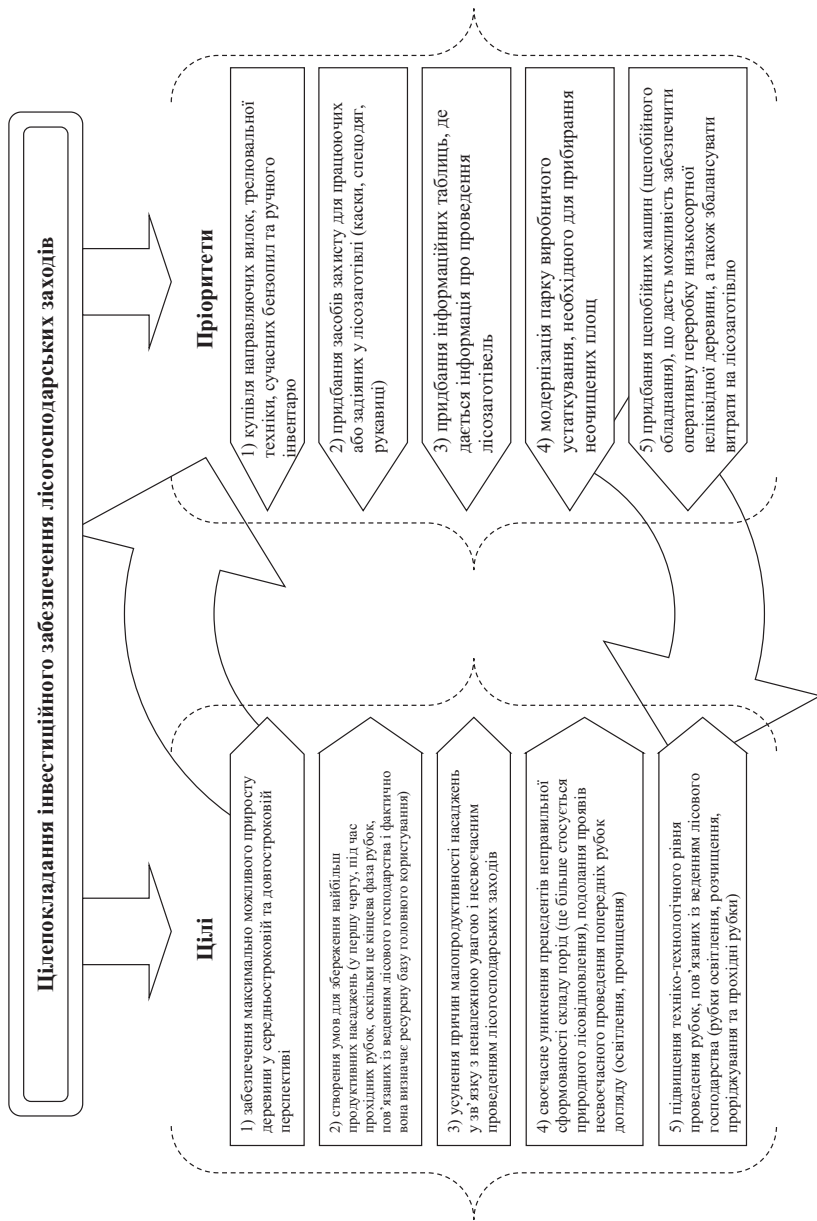 Цілепокладання інвестиційного забезпечення лісогосподарських заходів
Цілі
1) забезпечення максимально можливого приросту
деревини у середньостроковій та довгостроковій
перспективі
2) створення умов для збереження найбільш
продуктивних насаджень (у першу чергу, під час
прохідних рубок, оскільки це кінцева фаза рубок,
пов’язаних із веденням лісового господарства і фактично
вона визначає ресурсну базу головного користування)
3) усунення причин малопродуктивності насаджень
у зв’язку з неналежною увагою і несвоєчасним
проведенням лісогосподарських заходів
4) своєчасне уникнення прецедентів неправильної
сформованості складу порід (це більше стосується
природного лісовідновлення), подолання проявів
несвоєчасного проведення попередніх рубок
догляду (освітлення, прочищення)
5) підвищення техніко-технологічного рівня
проведення рубок, пов’язаних із веденням лісового
господарства (рубки освітлення, розчищення,
проріджування та прохідні рубки)
Пріоритети
1) купівля направляючих вилок, трелювальної
техніки, сучасних бензопил та ручного
інвентарю
2) придбання засобів захисту для працюючих
або задіяних у лісозаготівлі (каски, спецодяг,
рукавиці)
3) придбання інформаційних таблиць, де
дається інформація про проведення
лісозаготівель
4) модернізація парку виробничого
устаткування, необхідного для прибирання
неочищених площ
5) придбання щепобійних машин (щепобійного
обладнання), що дасть можливість забезпечити
оперативну переробку низькосортної
неліквідної деревини, а також збалансувати
витрати на лісозаготівлю